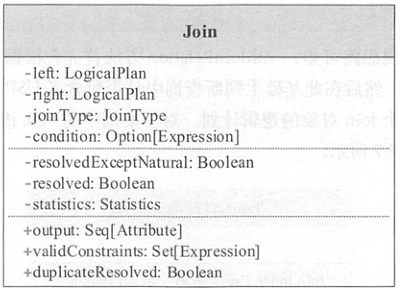 Join
-left: LogicalPlan
-right: LogicalPlan
-joinType: JoinType
-condition: Option[Expression]
-resolvedExceptNatural: Boolean
-resolved: Boolean
-statistics: Statistics
+output: Seq[Attribute]
+validConstraints: Set[Expression]
+duplicateResolved: Boolean